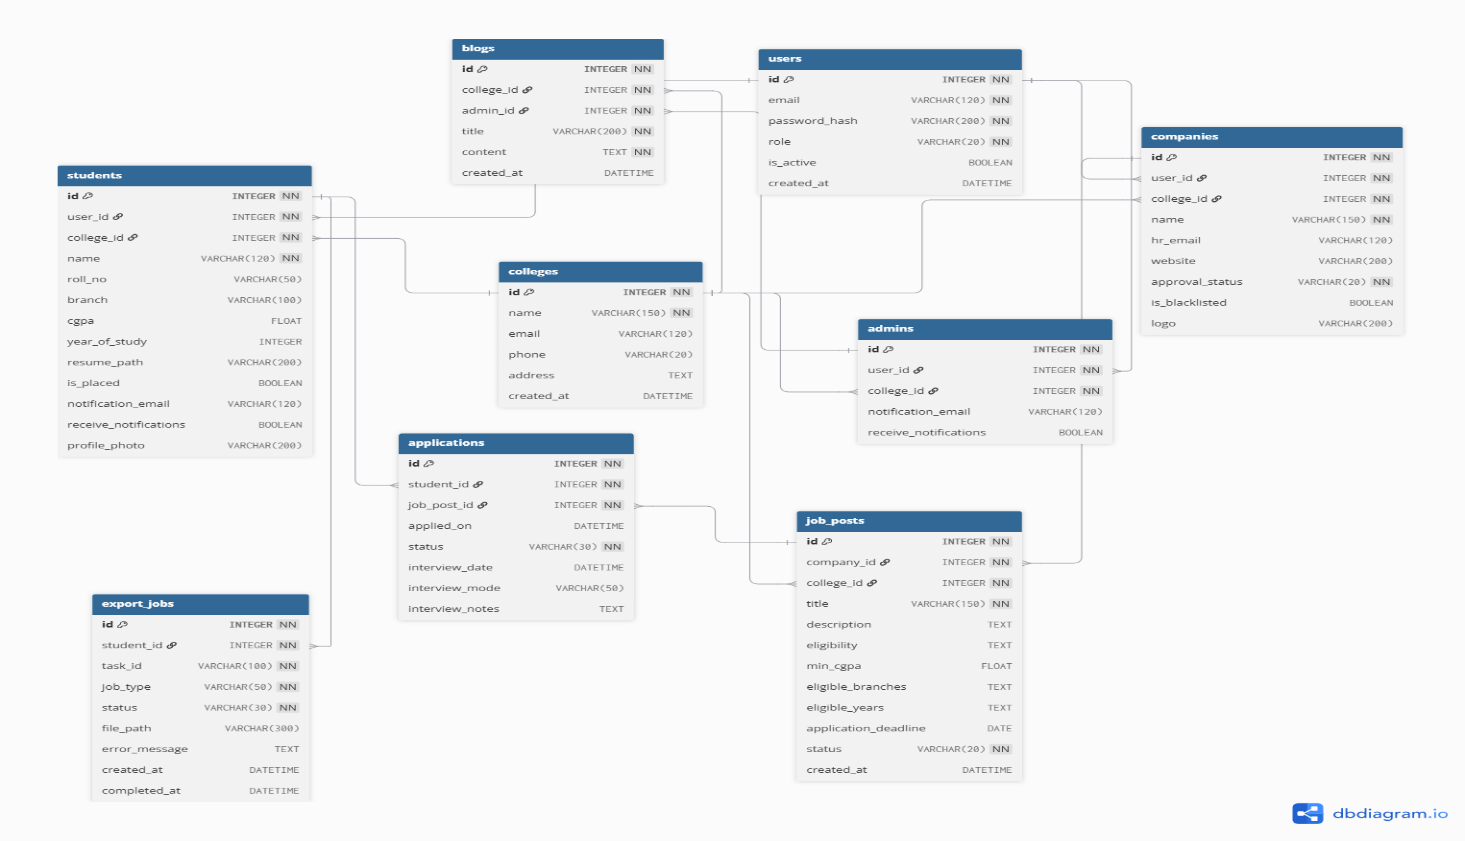 blogs
id INTEGER NN
college_id INTEGER NN
admin_id INTEGER NN
title VARCHAR(200) NN
content TEXT NN
created_at DATETIME
users
id INTEGER NN
email VARCHAR(120) NN
password_hash VARCHAR(200) NN
role VARCHAR(20) NN
is_active BOOLEAN
created_at DATETIME
companies
id INTEGER NN
user_id INTEGER NN
college_id INTEGER NN
name VARCHAR(150) NN
hr_email VARCHAR(120)
website VARCHAR(200)
approval_status VARCHAR(20) NN
is_blacklisted BOOLEAN
logo VARCHAR(200)
students
id INTEGER NN
user_id INTEGER NN
college_id INTEGER NN
name VARCHAR(120) NN
roll_no VARCHAR(50)
branch VARCHAR(100)
cgpa FLOAT
year_of_study INTEGER
resume_path VARCHAR(200)
is_placed BOOLEAN
notification_email VARCHAR(120)
receive_notifications BOOLEAN
profile_photo VARCHAR(200)
colleges
id INTEGER NN
name VARCHAR(150) NN
email VARCHAR(120)
phone VARCHAR(20)
address TEXT
created_at DATETIME
admins
id INTEGER NN
user_id INTEGER NN
college_id INTEGER NN
notification_email VARCHAR(120)
receive_notifications BOOLEAN
applications
id INTEGER NN
student_id INTEGER NN
job_post_id INTEGER NN
applied_on DATETIME
status VARCHAR(30) NN
interview_date DATETIME
interview_mode VARCHAR(50)
interview_notes TEXT
job_posts
id INTEGER NN
company_id INTEGER NN
college_id INTEGER NN
title VARCHAR(150) NN
description TEXT
eligibility TEXT
min_cgpa FLOAT
eligible_branches TEXT
eligible_years TEXT
application_deadline DATE
status VARCHAR(20) NN
created_at DATETIME
export_jobs
id INTEGER NN
student_id INTEGER NN
task_id VARCHAR(100) NN
job_type VARCHAR(50) NN
status VARCHAR(30) NN
file_path VARCHAR(300)
error_message TEXT
created_at DATETIME
completed_at DATETIME
dbdiagram.io